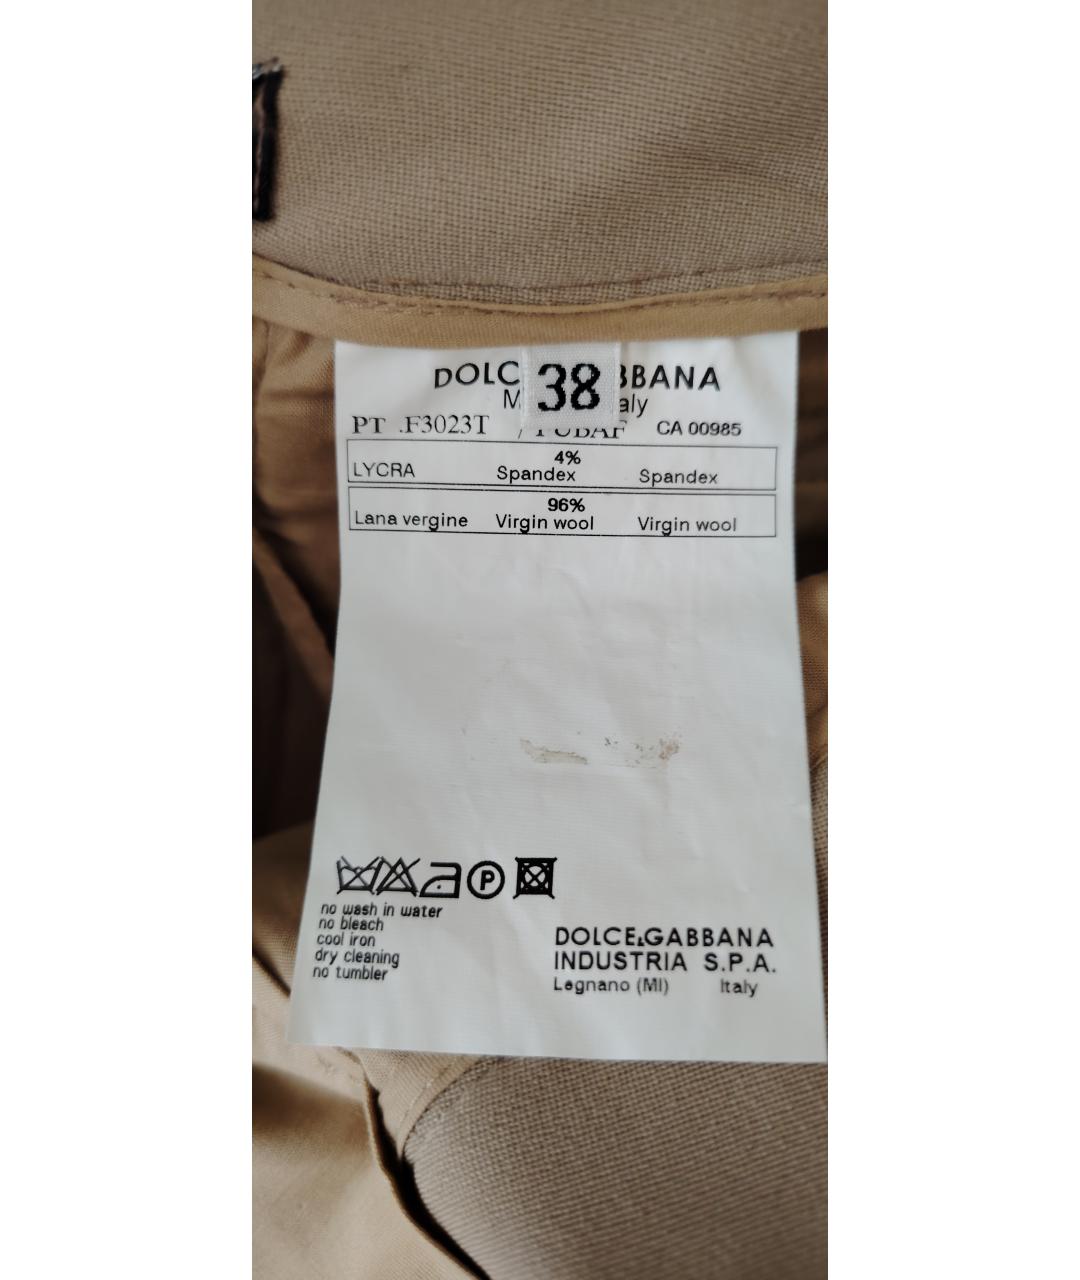 DOLC 38 BBANA
M aly
PT .F3023T / CA 00985
4%
LYCRA Spandex Spandex
96%
Lana vergine Virgin wool Virgin wool
P
no wash in water
no bleach
cool iron
dry cleaning
no tumbler
DOLCE&GABBANA
INDUSTRIA S.P.A.
Legnano (MI) Italy